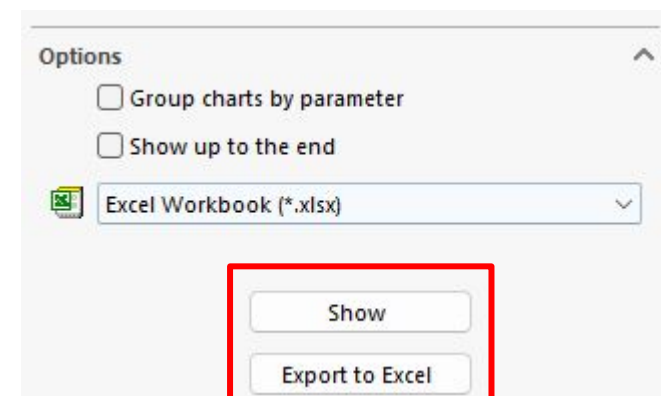 Options
Group charts by parameter
Show up to the end
Excel Workbook (*.xlsx)
Show
Export to Excel